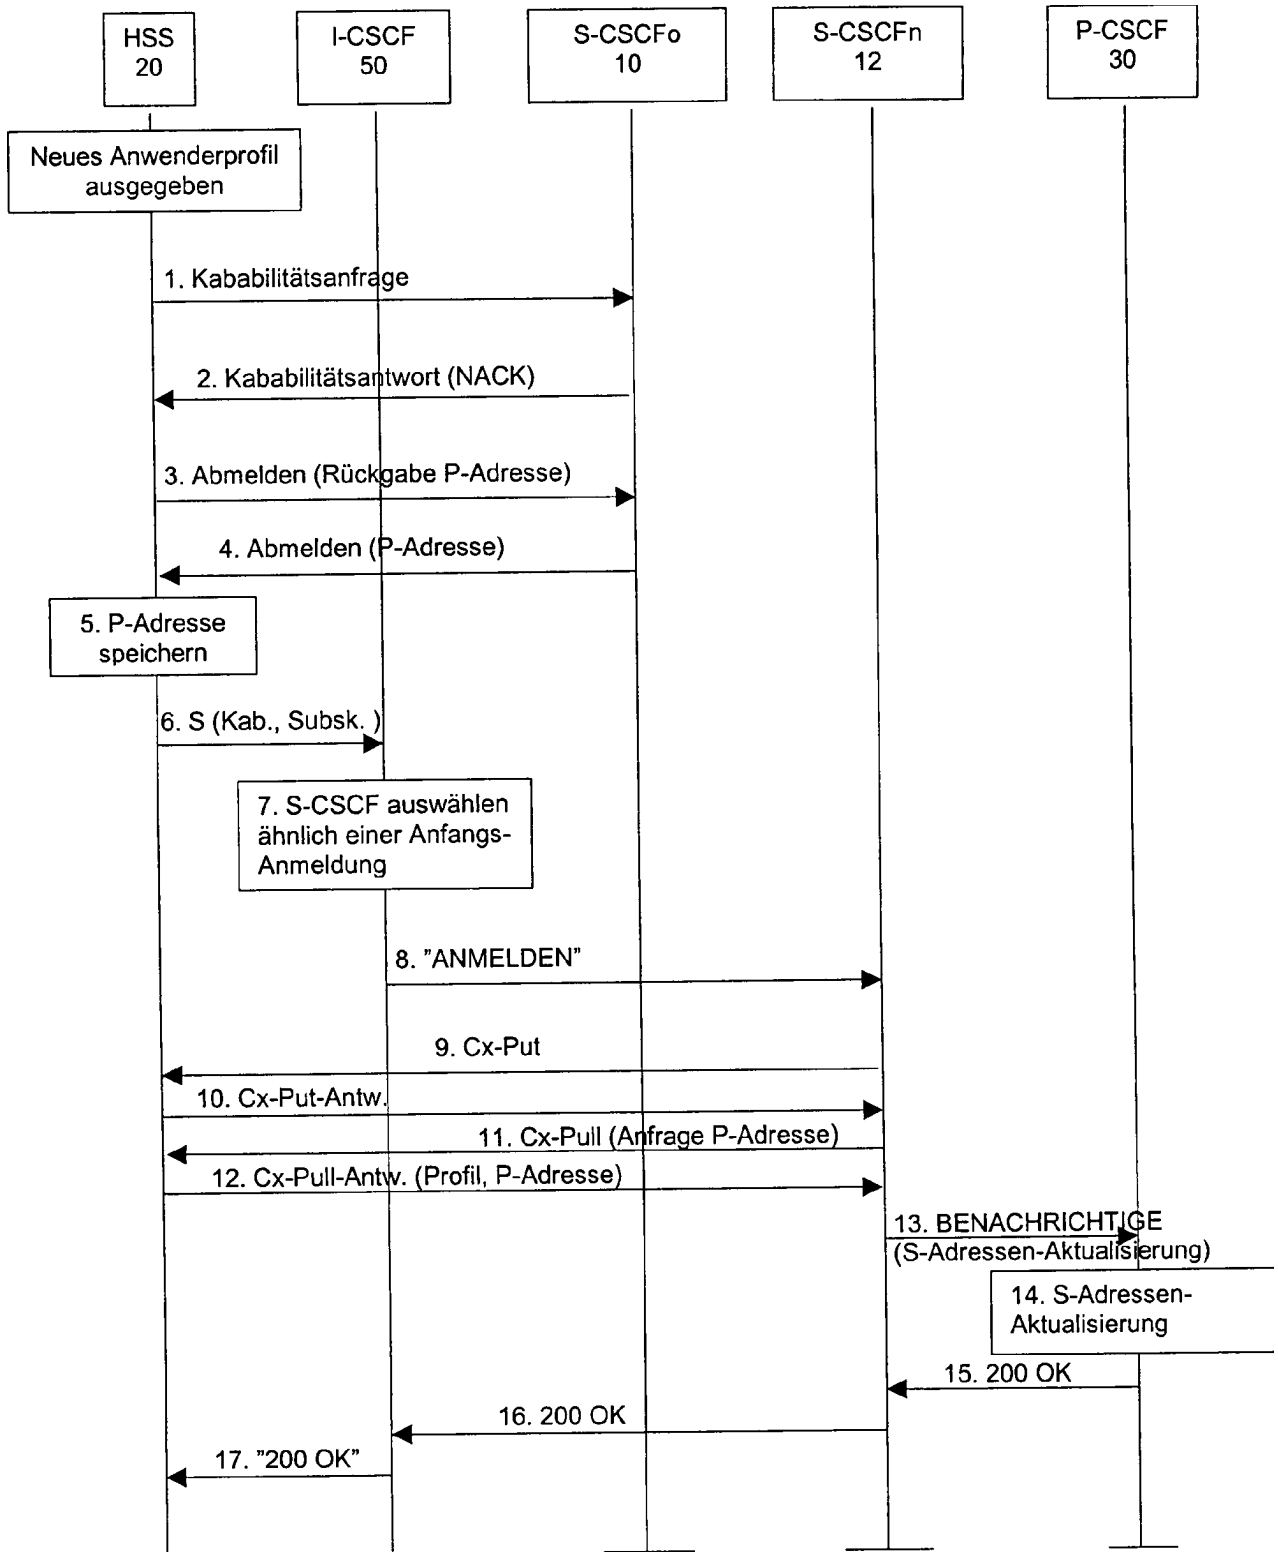 HSS
20
I-CSCF
50
S-CSCFo
10
S-CSCFn
12
P-CSCF
30
Neues Anwenderprofil
ausgegeben
1. Kababilitätsanfrage
2. Kababilitätsantwort (NACK)
3. Abmelden (Rückgabe P-Adresse)
4. Abmelden (P-Adresse)
5. P-Adresse
speichern
6. S (Kab., Subsk. )
7. S-CSCF auswählen
ähnlich einer Anfangs-
Anmeldung
8. "ANMELDEN"
9. Cx-Put
10. Cx-Put-Antw.
11. Cx-Pull (Anfrage P-Adresse)
12. Cx-Pull-Antw. (Profil, P-Adresse)
13. BENACHRICHTIGE
(S-Adressen-Aktualisierung)
14. S-Adressen-
Aktualisierung
15. 200 OK
16. 200 OK
17. "200 OK"